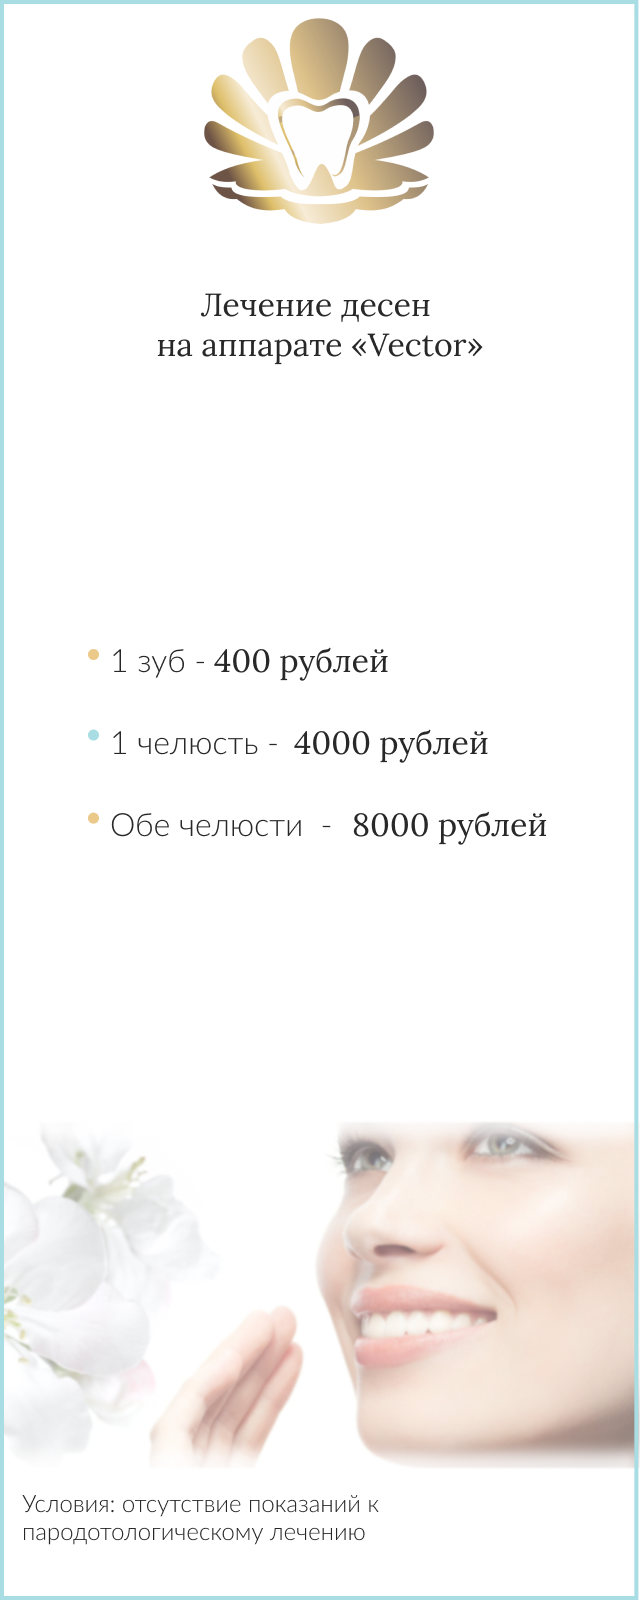 Лечение десен
на аппарате «Vector»
1 зуб - 400 рублей
1 челюсть - 4000 рублей
Обе челюсти - 8000 рублей
Условия: отсутствие показаний к
пародотологическому лечению